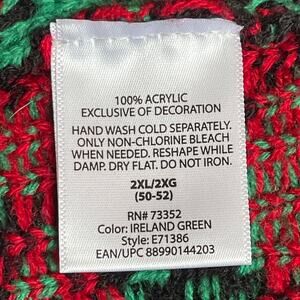 100% ACRYLIC
EXCLUSIVE OF DECORATION
HAND WASH COLD SEPARATELY.
ONLY NON-CHLORINE BLEACH
WHEN NEEDED. RESHAPE WHILE
DAMP. DRY FLAT. DO NOT IRON.
2XL/2XG
(50-52)
RN# 73352
Color: IRELAND GREEN
Style: E71386
EAN/UPC 88990144203